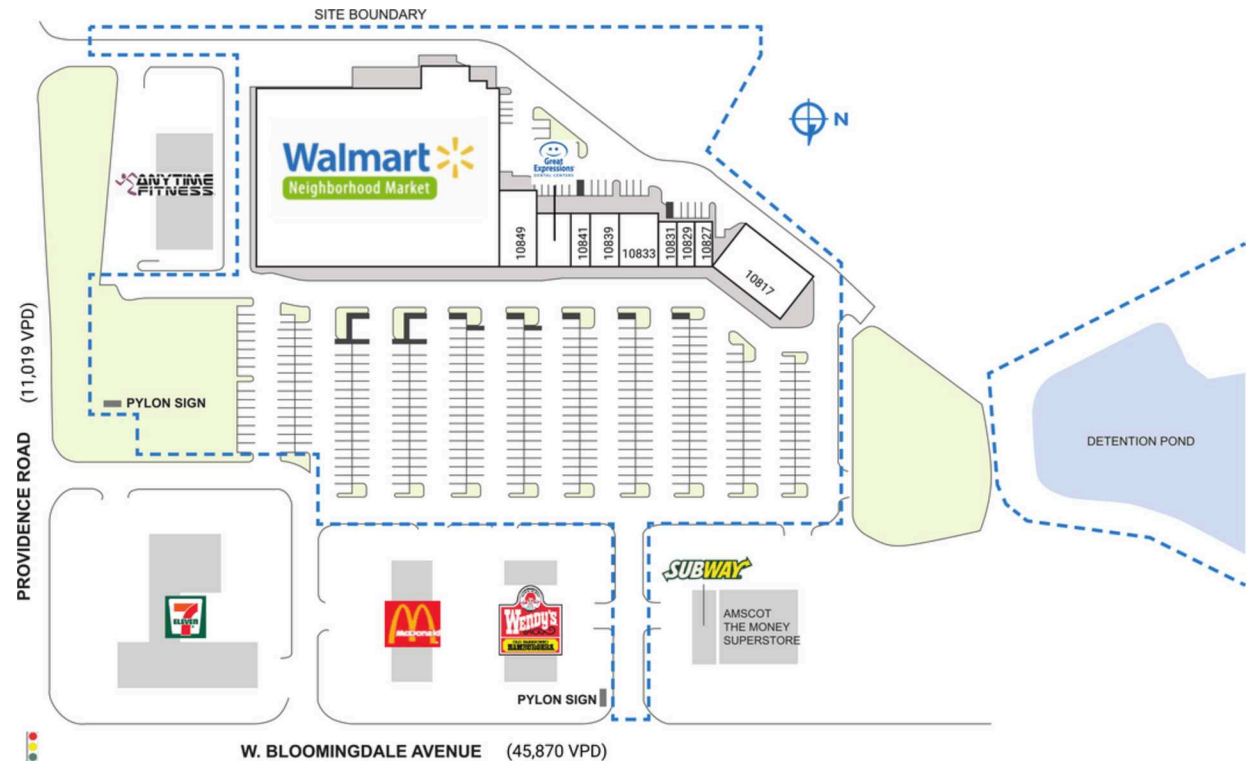 SITE BOUNDARY
N
Walmart
Neighborhood Market
Great
Expressions
DENTAL CENTERS
ANYTIME
FITNESS
10849
10841
10839
10833
10831
10829
10827
10817
PROVIDENCE ROAD (11,019 VPD)
PYLON SIGN
DETENTION POND
7
ELEVEN
McDonald
WENDY'S
OLD FASHIONED
HAMBURGERS
SUBWAY
AMSCOT
THE MONEY
SUPERSTORE
PYLON SIGN
W. BLOOMINGDALE AVENUE (45,870 VPD)